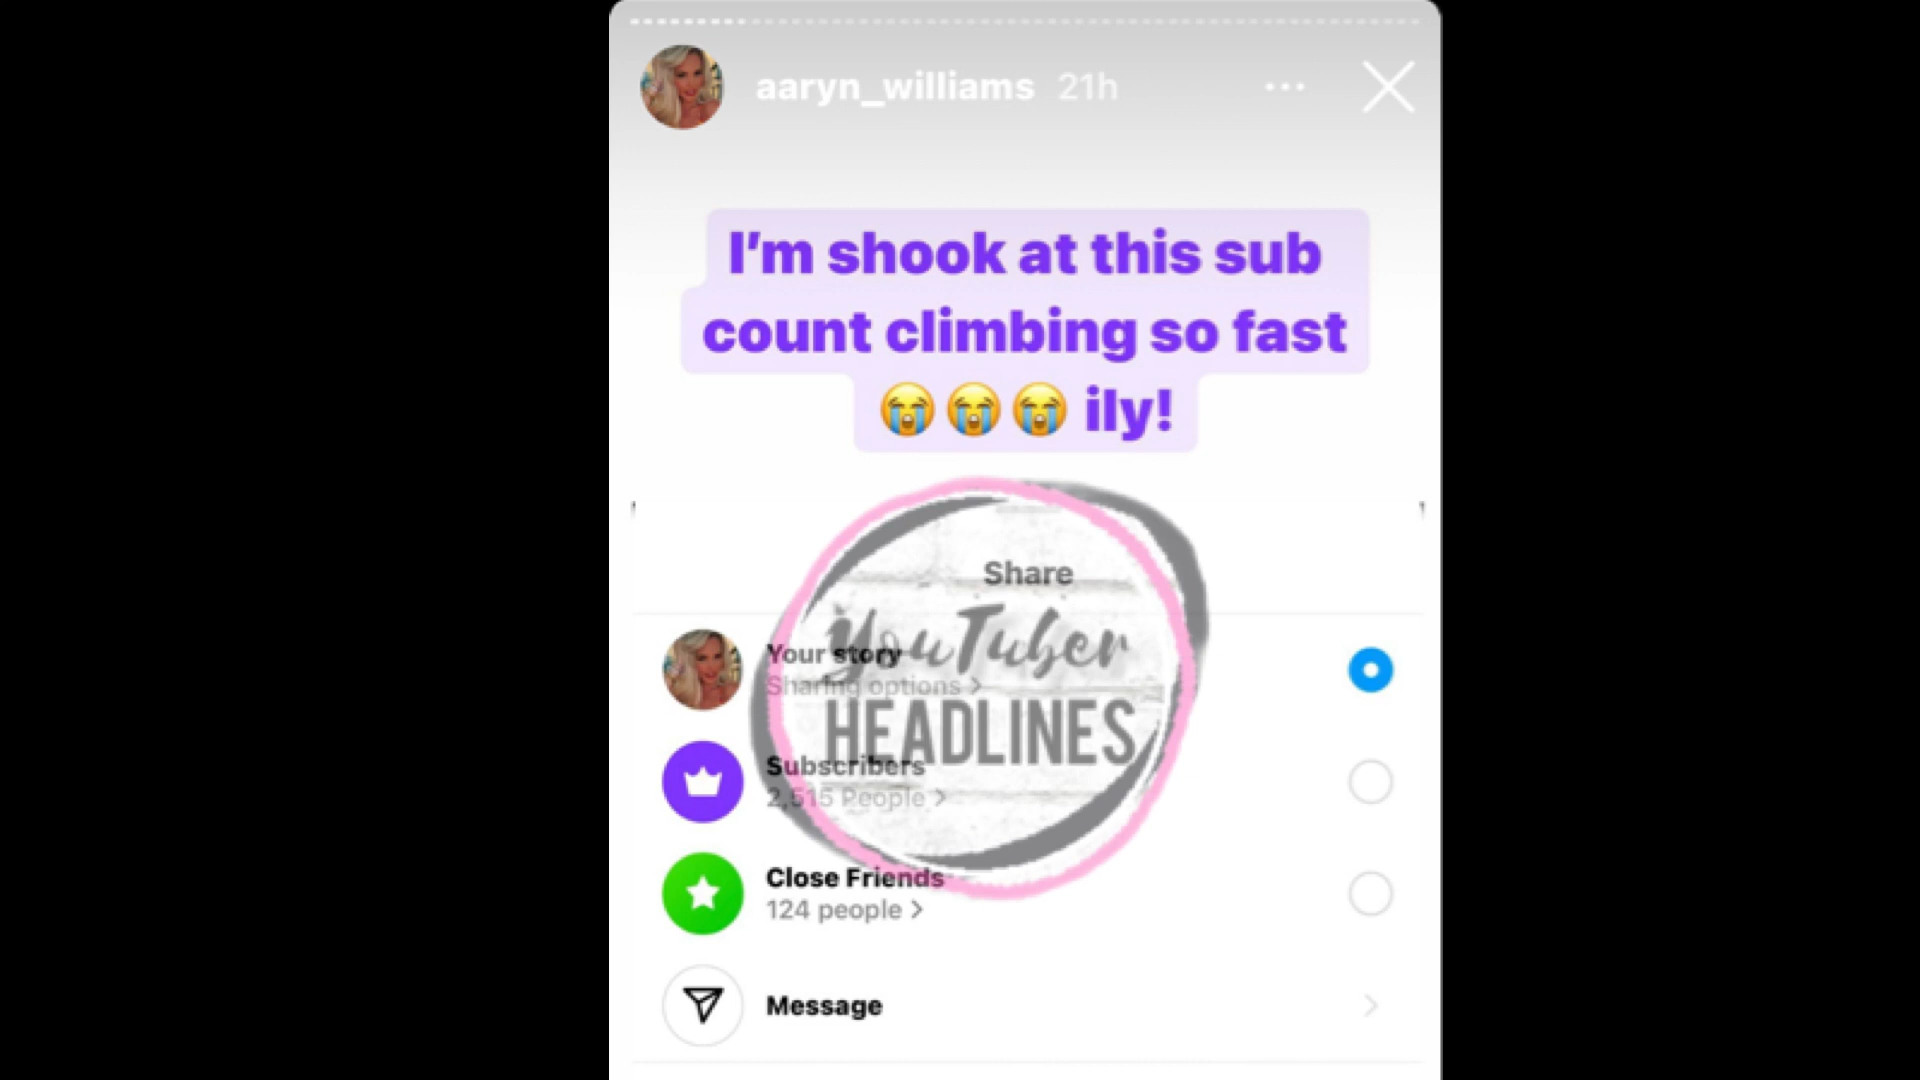 aaryn_williams 21h
I'm shook at this sub
count climbing so fast
😭😭😭 ily!
Share
YouTuber
HEADLINES
Your story
Sharing options >
Subscribers
2,515 People >
Close Friends
124 people >
Message